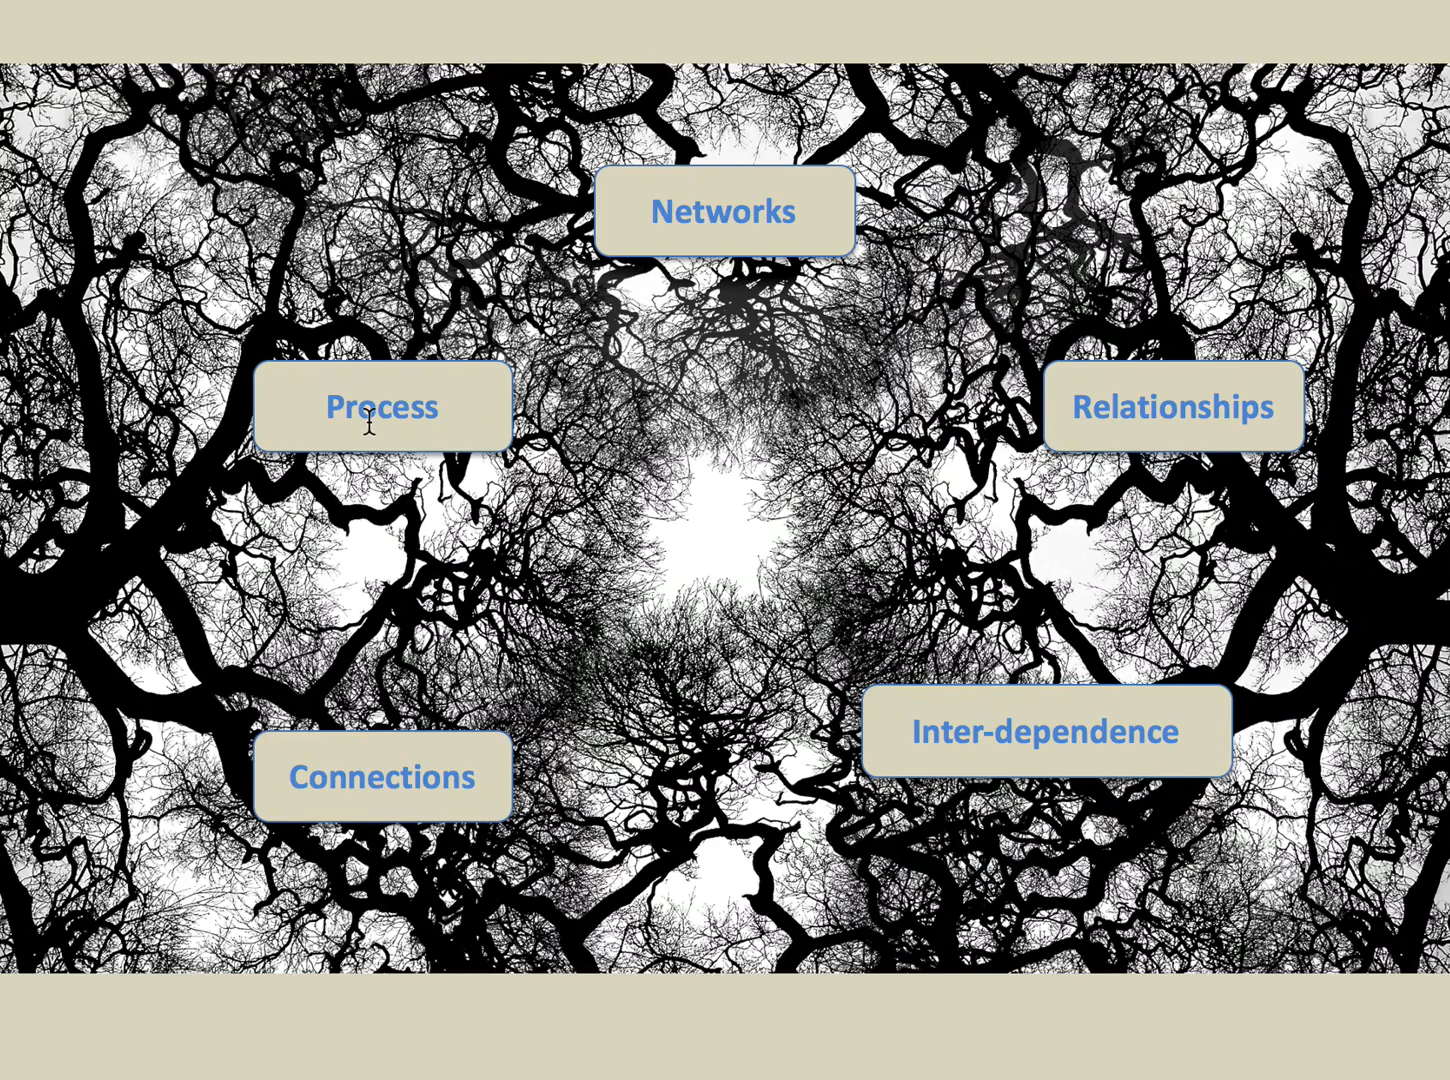 Networks
Process
Relationships
Inter-dependence
Connections